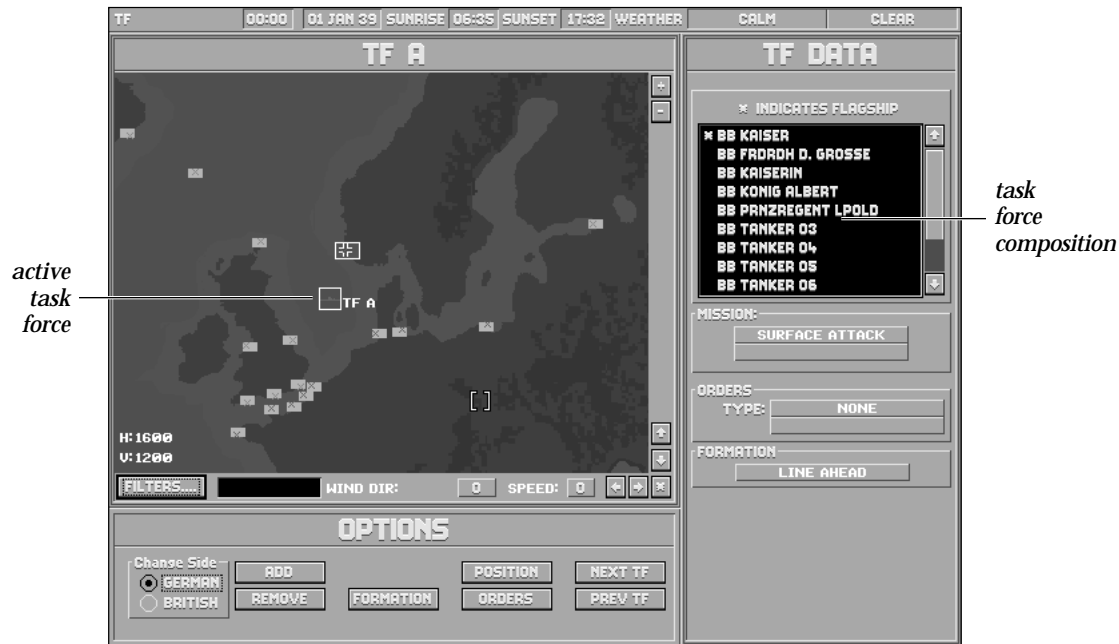 TF 00:00 01 JAN 39 SUNRISE 06:35 SUNSET 17:32 WEATHER CALM CLEAR
TF A
TF A
H:1600
V:1200
FILTERS.... WIND DIR: 0 SPEED: 0
TF DATA
* INDICATES FLAGSHIP
* BB KAISER
BB FRDRDH D. GROSSE
BB KAISERIN
BB KONIG ALBERT
BB PRNZREGENT LPOLD
BB TANKER 03
BB TANKER 04
BB TANKER 05
BB TANKER 06
MISSION:
SURFACE ATTACK
ORDERS
TYPE: NONE
FORMATION
LINE AHEAD
OPTIONS
Change Side
GERMAN
BRITISH
ADD
REMOVE
FORMATION
POSITION
ORDERS
NEXT TF
PREV TF
active
task
force
task
force
composition